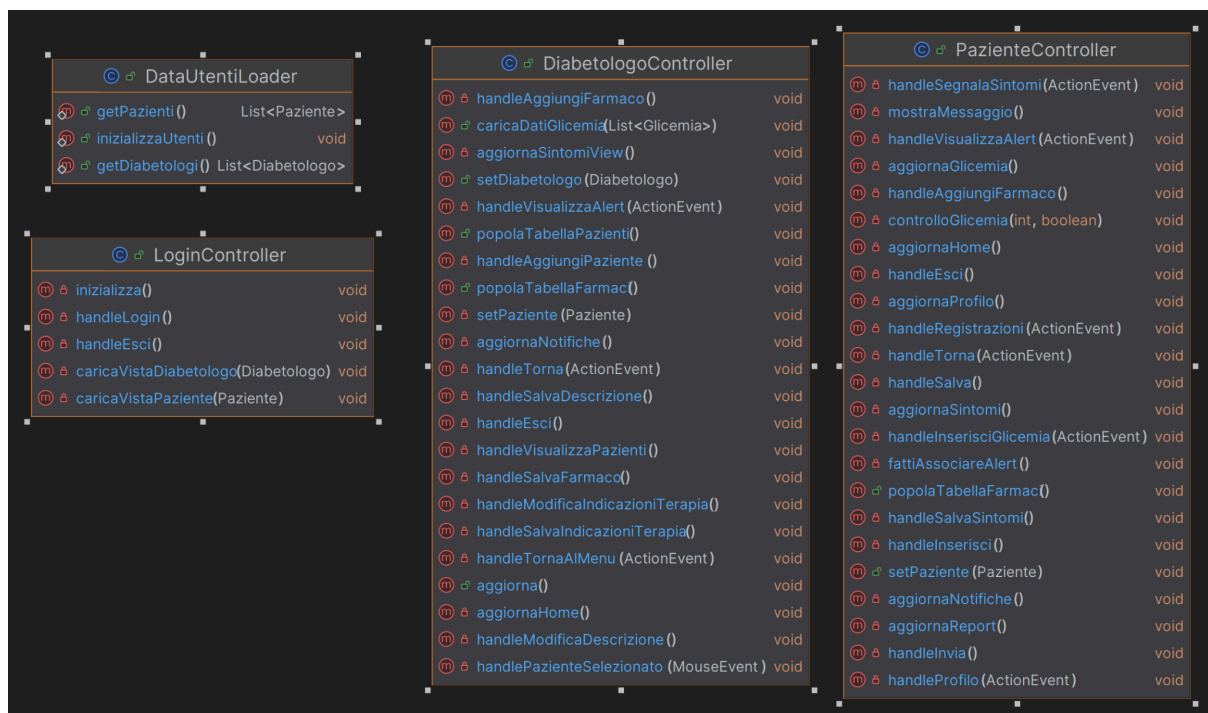 DataUtentiLoader
getPazienti() List<Paziente>
inizializzaUtenti() void
getDiabetologi() List<Diabetologo>
LoginController
inizializza() void
handleLogin() void
handleEsci() void
caricaVistaDiabetologo(Diabetologo) void
caricaVistaPaziente(Paziente) void
DiabetologoController
handleAggiungiFarmaco() void
caricaDatiGlicemia(List<Glicemia>) void
aggiornaSintomiView() void
setDiabetologo(Diabetologo) void
handleVisualizzaAlert(ActionEvent) void
popolaTabellaPazienti() void
handleAggiungiPaziente () void
popolaTabellaFarmaci() void
setPaziente(Paziente) void
aggiornaNotifiche() void
handleTorna(ActionEvent) void
handleSalvaDescrizione() void
handleEsci() void
handleVisualizzaPazienti() void
handleSalvaFarmaco() void
handleModificaIndicazioniTerapia() void
handleSalvaIndicazioniTerapia() void
handleTornaAlMenu(ActionEvent) void
aggiorna() void
aggiornaHome() void
handleModificaDescrizione() void
handlePazienteSelezionato(MouseEvent) void
PazienteController
handleSegnalaSintomi(ActionEvent) void
mostraMessaggio() void
handleVisualizzaAlert(ActionEvent) void
aggiornaGlicemia() void
handleAggiungiFarmaco() void
controlloGlicemia(int, boolean) void
aggiornaHome() void
handleEsci() void
aggiornaProfilo() void
handleRegistrazioni(ActionEvent) void
handleTorna(ActionEvent) void
handleSalva() void
aggiornaSintomi() void
handleInserisciGlicemia(ActionEvent) void
fattiAssociareAlert() void
popolaTabellaFarmaci() void
handleSalvaSintomi() void
handleInserisci() void
setPaziente(Paziente) void
aggiornaNotifiche() void
aggiornaReport() void
handleInvia() void
handleProfilo(ActionEvent) void